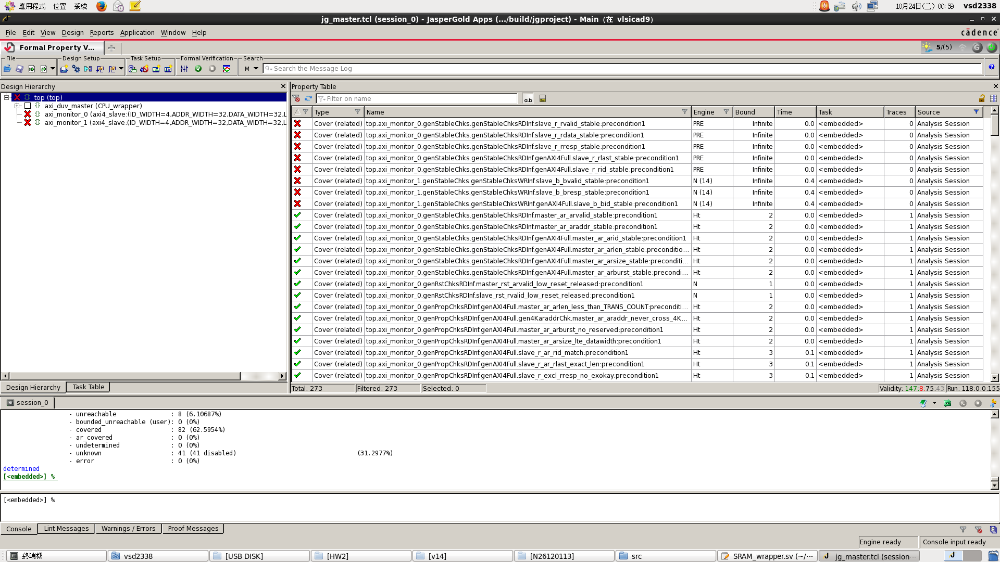 應用程式 位置 系統 10月24日(二) 00:59 vsd2338
jg_master.tcl (session_0) - JasperGold Apps (.../build/jgproject) - Main (在 vlsicad9)
File Edit View Design Reports Application Window Help cādence
Formal Property V... 5/(5)
File Design Setup Task Setup Formal Verification Search
M Search the Message Log
Design Hierarchy
top (top)
axi_duv_master (CPU_wrapper)
axi_monitor_0 (axi4_slave:(ID_WIDTH=4,ADDR_WIDTH=32,DATA_WIDTH=32,L
axi_monitor_1 (axi4_slave:(ID_WIDTH=4,ADDR_WIDTH=32,DATA_WIDTH=32,L
Design Hierarchy Task Table
Property Table
Filter on name a.b
Type Name Engine Bound Time Task Traces Source
Cover (related) top.axi_monitor_0.genStableChks.genStableChksRDInf.slave_r_rvalid_stable:precondition1 PRE Infinite 0.0 <embedded> 0 Analysis Session
Cover (related) top.axi_monitor_0.genStableChks.genStableChksRDInf.slave_r_rdata_stable:precondition1 PRE Infinite 0.0 <embedded> 0 Analysis Session
Cover (related) top.axi_monitor_0.genStableChks.genStableChksRDInf.slave_r_rresp_stable:precondition1 PRE Infinite 0.0 <embedded> 0 Analysis Session
Cover (related) top.axi_monitor_0.genStableChks.genStableChksRDInf.genAXI4Full.slave_r_rlast_stable:precondition1 PRE Infinite 0.0 <embedded> 0 Analysis Session
Cover (related) top.axi_monitor_0.genStableChks.genStableChksRDInf.genAXI4Full.slave_r_rid_stable:precondition1 PRE Infinite 0.0 <embedded> 0 Analysis Session
Cover (related) top.axi_monitor_1.genStableChks.genStableChksWRInf.slave_b_bvalid_stable:precondition1 N (14) Infinite 0.4 <embedded> 0 Analysis Session
Cover (related) top.axi_monitor_1.genStableChks.genStableChksWRInf.slave_b_bresp_stable:precondition1 N (14) Infinite 0.4 <embedded> 0 Analysis Session
Cover (related) top.axi_monitor_1.genStableChks.genStableChksWRInf.genAXI4Full.slave_b_bid_stable:precondition1 N (14) Infinite 0.4 <embedded> 0 Analysis Session
Cover (related) top.axi_monitor_0.genStableChks.genStableChksRDInf.master_ar_arvalid_stable:precondition1 Ht 2 0.0 <embedded> 1 Analysis Session
Cover (related) top.axi_monitor_0.genStableChks.genStableChksRDInf.master_ar_araddr_stable:precondition1 Ht 2 0.0 <embedded> 1 Analysis Session
Cover (related) top.axi_monitor_0.genStableChks.genStableChksRDInf.genAXI4Full.master_ar_arid_stable:precondition1 Ht 2 0.0 <embedded> 1 Analysis Session
Cover (related) top.axi_monitor_0.genStableChks.genStableChksRDInf.genAXI4Full.master_ar_arlen_stable:preconditio... Ht 2 0.0 <embedded> 1 Analysis Session
Cover (related) top.axi_monitor_0.genStableChks.genStableChksRDInf.genAXI4Full.master_ar_arsize_stable:preconditi... Ht 2 0.0 <embedded> 1 Analysis Session
Cover (related) top.axi_monitor_0.genStableChks.genStableChksRDInf.genAXI4Full.master_ar_arburst_stable:precondi... Ht 2 0.0 <embedded> 1 Analysis Session
Cover (related) top.axi_monitor_0.genRstChksRDInf.master_rst_arvalid_low_reset_released:precondition1 N 1 0.0 <embedded> 1 Analysis Session
Cover (related) top.axi_monitor_0.genRstChksRDInf.slave_rst_rvalid_low_reset_released:precondition1 N 1 0.0 <embedded> 1 Analysis Session
Cover (related) top.axi_monitor_0.genPropChksRDInf.genAXI4Full.master_ar_arlen_less_than_TRANS_COUNT:preconditi... Ht 2 0.0 <embedded> 1 Analysis Session
Cover (related) top.axi_monitor_0.genPropChksRDInf.genAXI4Full.gen4KaraddrChk.master_ar_araddr_never_cross_4K... Ht 2 0.0 <embedded> 1 Analysis Session
Cover (related) top.axi_monitor_0.genPropChksRDInf.genAXI4Full.master_ar_arburst_no_reserved:precondition1 Ht 2 0.0 <embedded> 1 Analysis Session
Cover (related) top.axi_monitor_0.genPropChksRDInf.genAXI4Full.master_ar_arsize_lte_datawidth:precondition1 Ht 2 0.0 <embedded> 1 Analysis Session
Cover (related) top.axi_monitor_0.genPropChksRDInf.genAXI4Full.slave_r_ar_rid_match:precondition1 Ht 3 0.1 <embedded> 1 Analysis Session
Cover (related) top.axi_monitor_0.genPropChksRDInf.genAXI4Full.slave_r_ar_rlast_exact_len:precondition1 Ht 3 0.1 <embedded> 1 Analysis Session
Cover (related) top.axi_monitor_0.genPropChksRDInf.genAXI4Full.slave_r_excl_rresp_no_exokay:precondition1 Ht 3 0.1 <embedded> 1 Analysis Session
Total: 273 Filtered: 273 Selected: 0 Validity: 147:8:75:43 Run: 118:0:0:155
session_0
- unreachable : 8 (6.10687%)
- bounded_unreachable (user): 0 (0%)
- covered : 82 (62.5954%)
- ar_covered : 0 (0%)
- undetermined : 0 (0%)
- unknown : 41 (41 disabled) (31.2977%)
- error : 0 (0%)
determined
[<embedded>] %
[<embedded>] %
Console Lint Messages Warnings / Errors Proof Messages
Engine ready Console input ready
終端機 vsd2338 [USB DISK] [HW2] [v14] [N26120113] src SRAM_wrapper.sv (~/··· jg_master.tcl (session···